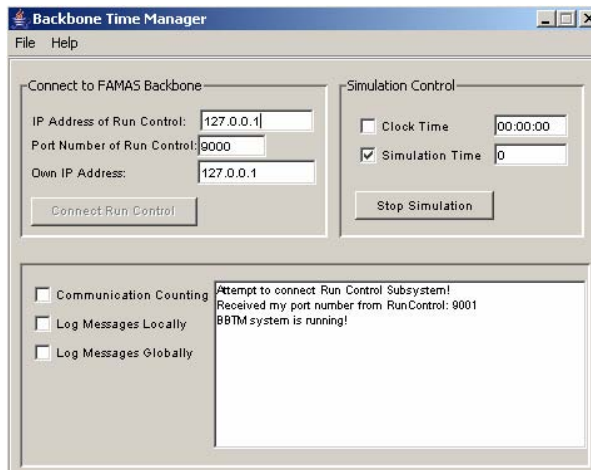 Backbone Time Manager
File Help
Connect to FAMAS Backbone
IP Address of Run Control: 127.0.0.1
Port Number of Run Control: 9000
Own IP Address: 127.0.0.1
Connect Run Control
Simulation Control
Clock Time 00:00:00
Simulation Time 0
Stop Simulation
Communication Counting
Log Messages Locally
Log Messages Globally
Attempt to connect Run Control Subsystem!
Received my port number from RunControl: 9001
BBTM system is running!